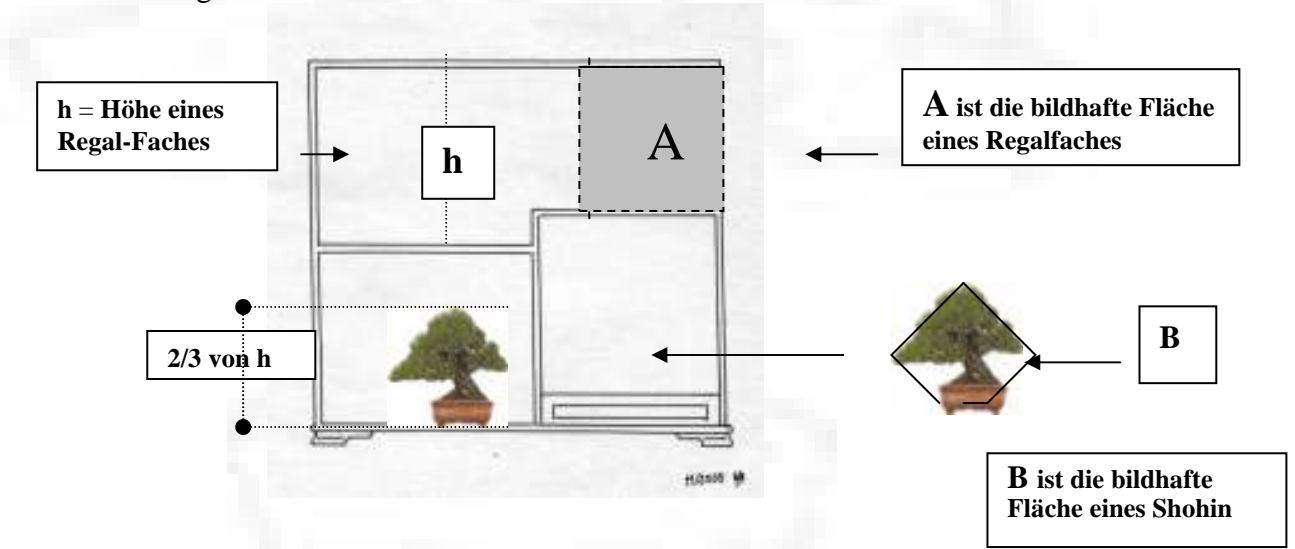 h = Höhe eines
Regal-Faches
h
A
A ist die bildhafte Fläche
eines Regalfaches
2/3 von h
B
B ist die bildhafte
Fläche eines Shohin